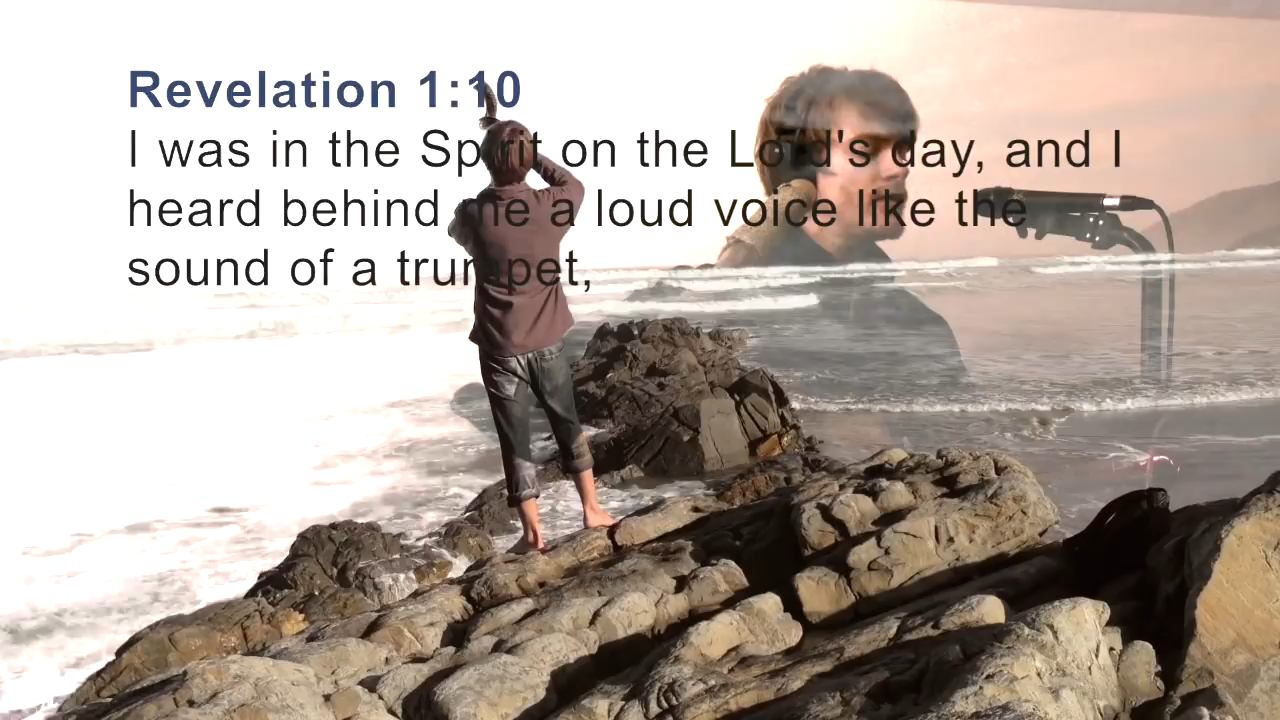 Revelation 1:10
I was in the Spirit on the Lord's day, and I
heard behind me a loud voice like the
sound of a trumpet,